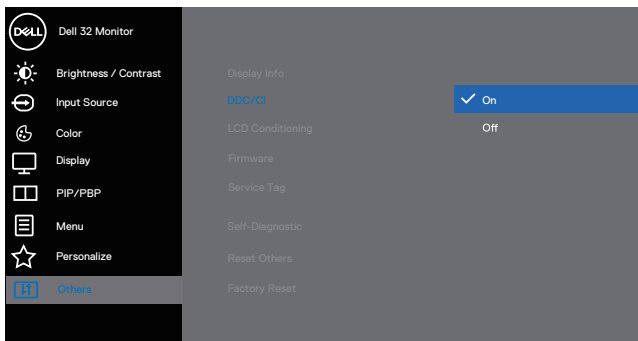 DELL
Dell 32 Monitor
Brightness / Contrast
Input Source
Color
Display
PIP/PBP
Menu
Personalize
Others
Display Info
DDC/CI
LCD Conditioning
Firmware
Service Tag
Self-Diagnostic
Reset Others
Factory Reset
On
Off